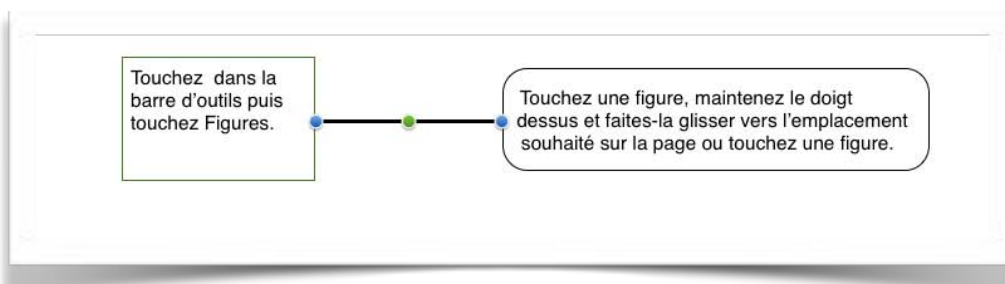 Touchez  dans la
barre d'outils puis
touchez Figures.
Touchez une figure, maintenez le doigt
dessus et faites-la glisser vers l'emplacement
souhaité sur la page ou touchez une figure.